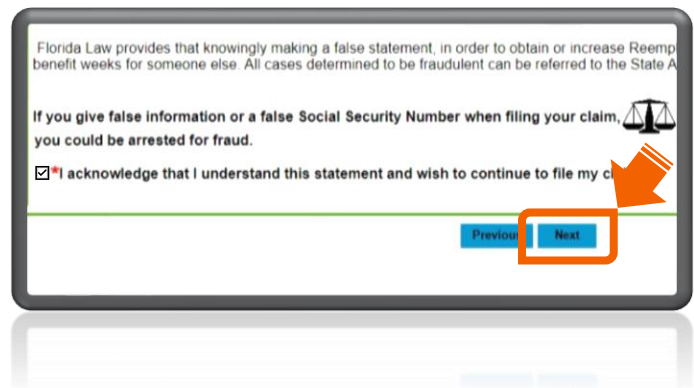 Florida Law provides that knowingly making a false statement, in order to obtain or increase Reemp
benefit weeks for someone else. All cases determined to be fraudulent can be referred to the State A
If you give false information or a false Social Security Number when filing your claim,
you could be arrested for fraud.
*I acknowledge that I understand this statement and wish to continue to file my
Previous Next